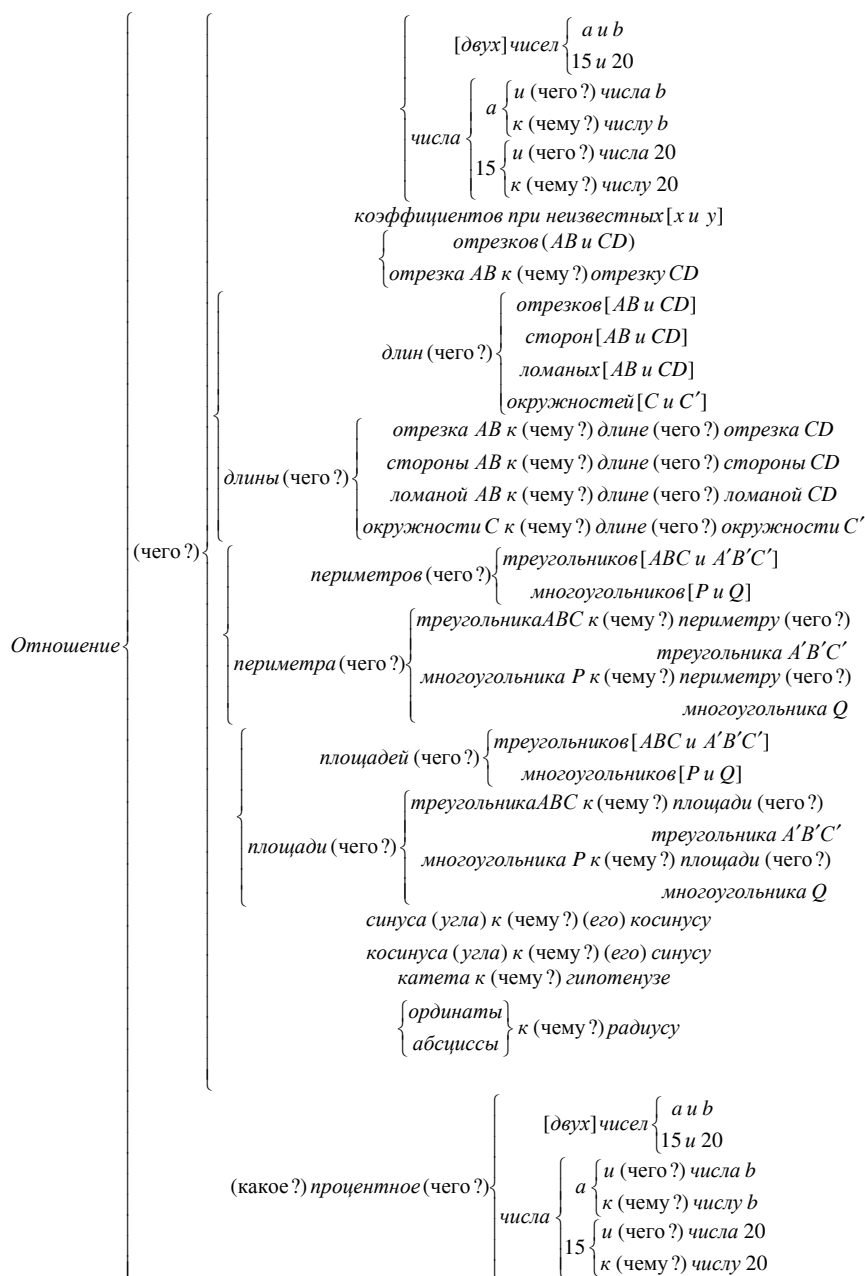 [двух] чисел { a и b
15 и 20
числа { a { и (чего?) числа b
к (чему?) числу b
15 { и (чего?) числа 20
к (чему?) числу 20
коэффициентов при неизвестных [x и y]
отрезков (AB и CD)
отрезка AB к (чему?) отрезку CD
длин (чего?) { отрезков [AB и CD]
сторон [AB и CD]
ломаных [AB и CD]
окружностей [C и C′]
длины (чего?) { отрезка AB к (чему?) длине (чего?) отрезка CD
стороны AB к (чему?) длине (чего?) стороны CD
ломаной AB к (чему?) длине (чего?) ломаной CD
окружности C к (чему?) длине (чего?) окружности C′
(чего?)
периметров (чего?) { треугольников [ABC и A′B′C′]
многоугольников [P и Q]
Отношение
периметра (чего?) { треугольникаABC к (чему?) периметру (чего?)
треугольника A′B′C′
многоугольника P к (чему?) периметру (чего?)
многоугольника Q
площадей (чего?) { треугольников [ABC и A′B′C′]
многоугольников [P и Q]
площади (чего?) { треугольникаABC к (чему?) площади (чего?)
треугольника A′B′C′
многоугольника P к (чему?) площади (чего?)
многоугольника Q
синуса (угла) к (чему?) (его) косинусу
косинуса (угла) к (чему?) (его) синусу
катета к (чему?) гипотенузе
{ ординаты
абсциссы } к (чему?) радиусу
(какое?) процентное (чего?) { [двух] чисел { a и b
15 и 20
числа { a { и (чего?) числа b
к (чему?) числу b
15 { и (чего?) числа 20
к (чему?) числу 20